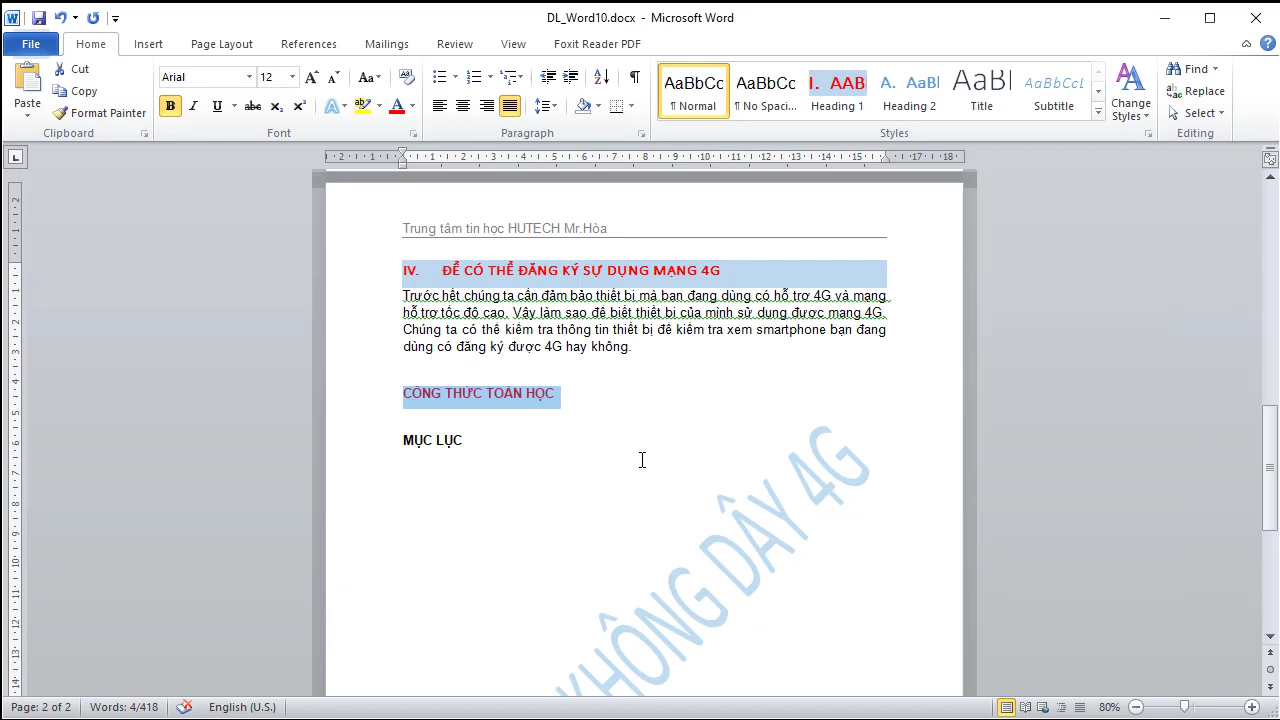 DL_Word10.docx - Microsoft Word
File Home Insert Page Layout References Mailings Review View Foxit Reader PDF
Paste
Cut
Copy
Format Painter
Clipboard
Arial 12
Font
Paragraph
AaBbCc AaBbCc I. AAB A. AaBl AaBl AaBbCcI
¶ Normal ¶ No Spaci... Heading 1 Heading 2 Title Subtitle
Change Styles
Styles
Find
Replace
Select
Editing
Trung tâm tin học HUTECH Mr.Hòa
IV. ĐỂ CÓ THỂ ĐĂNG KÝ SỰ DỤNG MẠNG 4G
Trước hết chúng ta cần đảm bảo thiết bị mà bạn đang dùng có hỗ trợ 4G và mạng
hỗ trợ tốc độ cao. Vậy làm sao để biết thiết bị của mình sử dụng được mạng 4G.
Chúng ta có thể kiểm tra thông tin thiết bị để kiểm tra xem smartphone bạn đang
dùng có đăng ký được 4G hay không.
CÔNG THỨC TOÁN HỌC
MỤC LỤC
KHÔNG DÂY 4G
Page: 2 of 2 Words: 4/418 English (U.S.) 80%